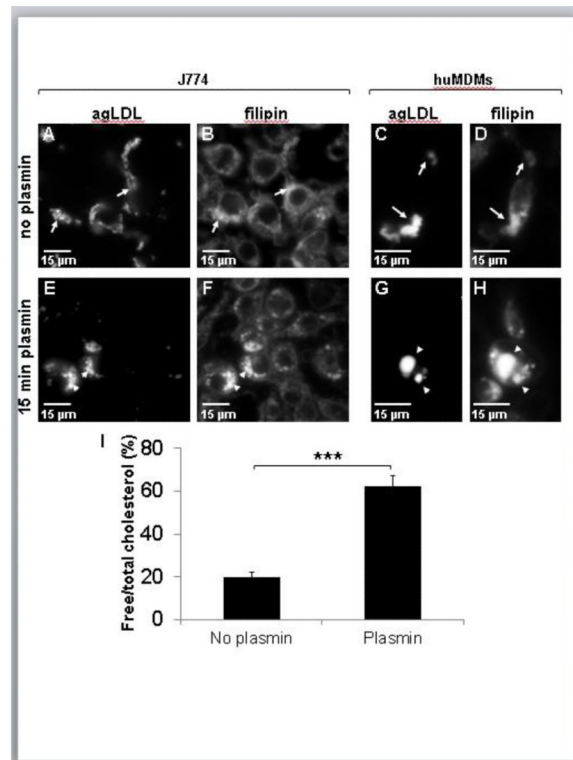 J774 huMDMs
agLDL filipin agLDL filipin
no plasmin
A B C D
15 µm 15 µm 15 µm 15 µm
15 min plasmin
E F G H
15 µm 15 µm 15 µm 15 µm
I
Free/total cholesterol (%)
80
60
40
20
0
***
No plasmin Plasmin